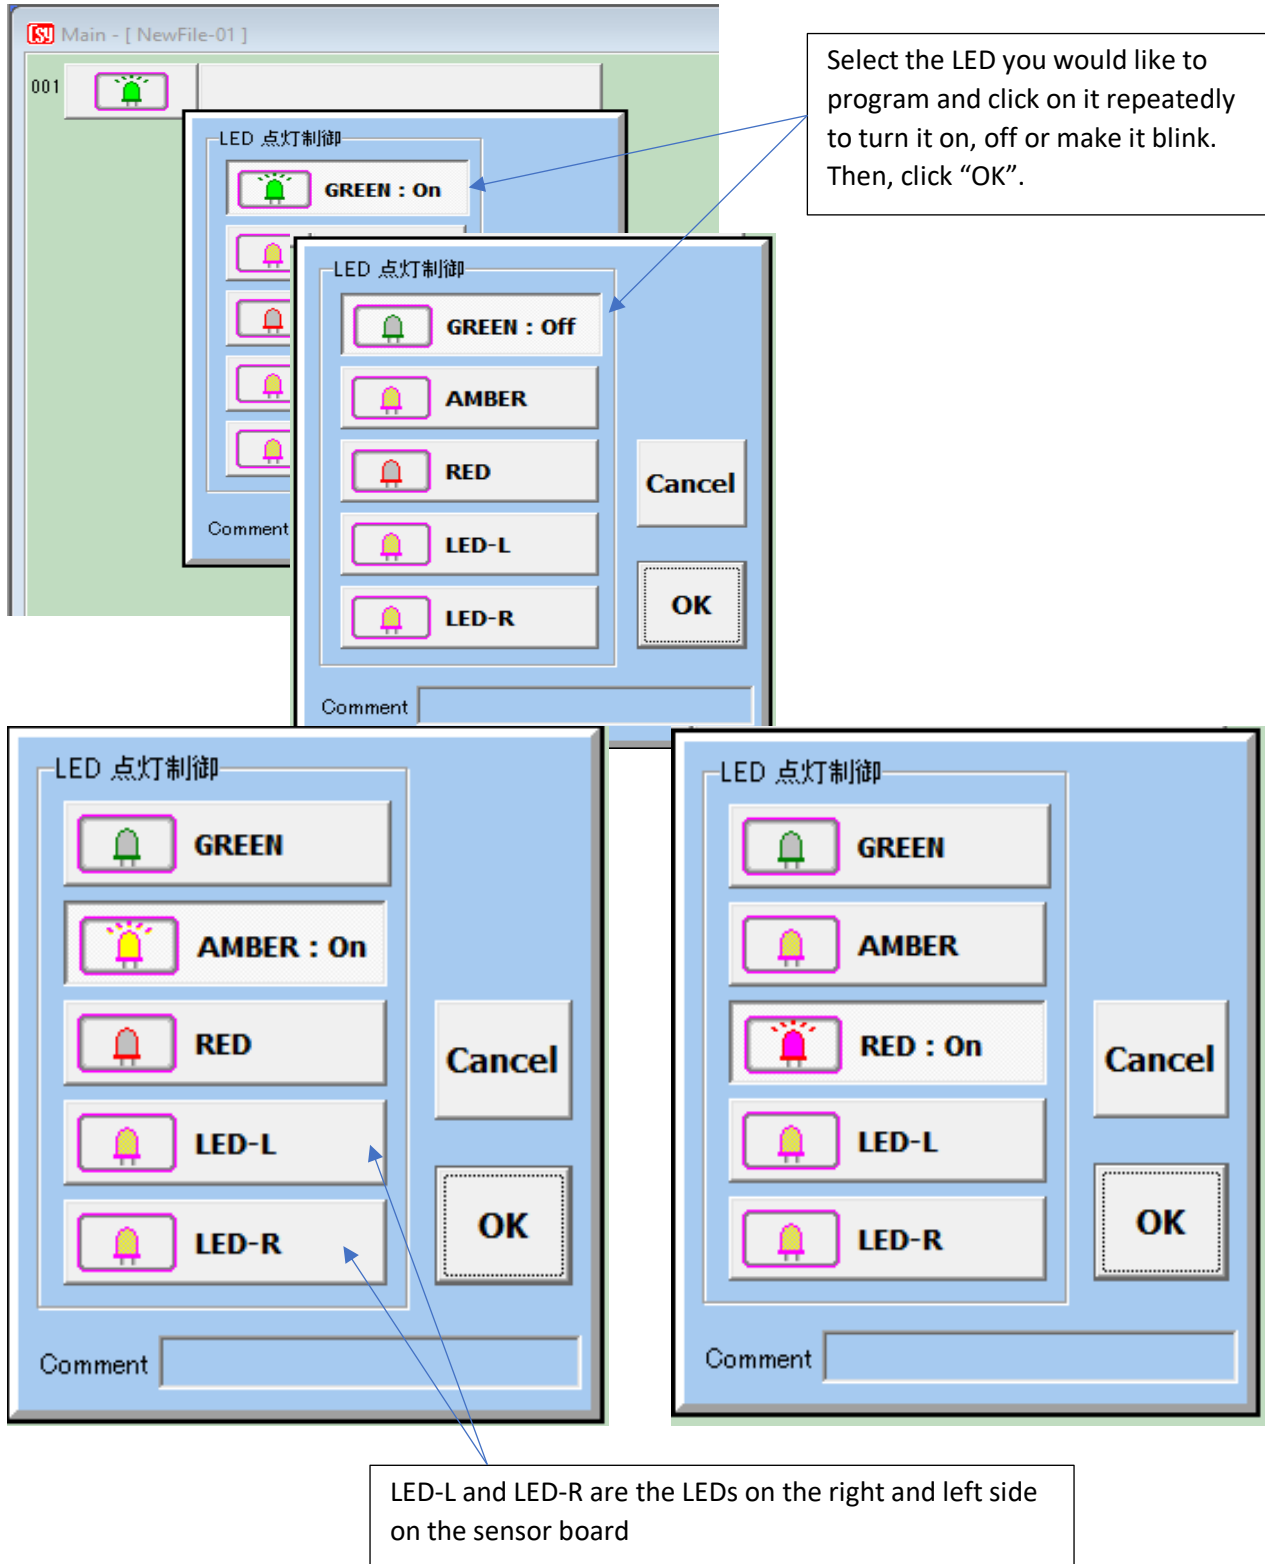 Main - [ NewFile-01 ]
001
Select the LED you would like to
program and click on it repeatedly
to turn it on, off or make it blink.
Then, click “OK”.
LED 点灯制御
GREEN : On
Comment
LED 点灯制御
GREEN : Off
AMBER
RED
LED-L
LED-R
Cancel
OK
Comment
LED 点灯制御
GREEN
AMBER : On
RED
LED-L
LED-R
Cancel
OK
Comment
LED 点灯制御
GREEN
AMBER
RED : On
LED-L
LED-R
Cancel
OK
Comment
LED-L and LED-R are the LEDs on the right and left side
on the sensor board